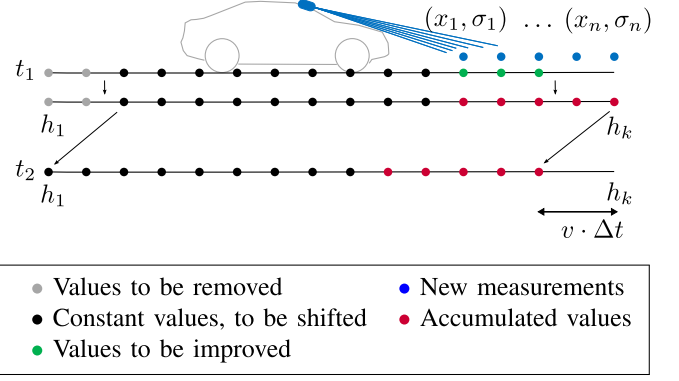 (x₁, σ₁) … (xₙ, σₙ)
t₁
h₁ hₖ
t₂
h₁ hₖ
v · Δt
Values to be removed
New measurements
Constant values, to be shifted
Accumulated values
Values to be improved